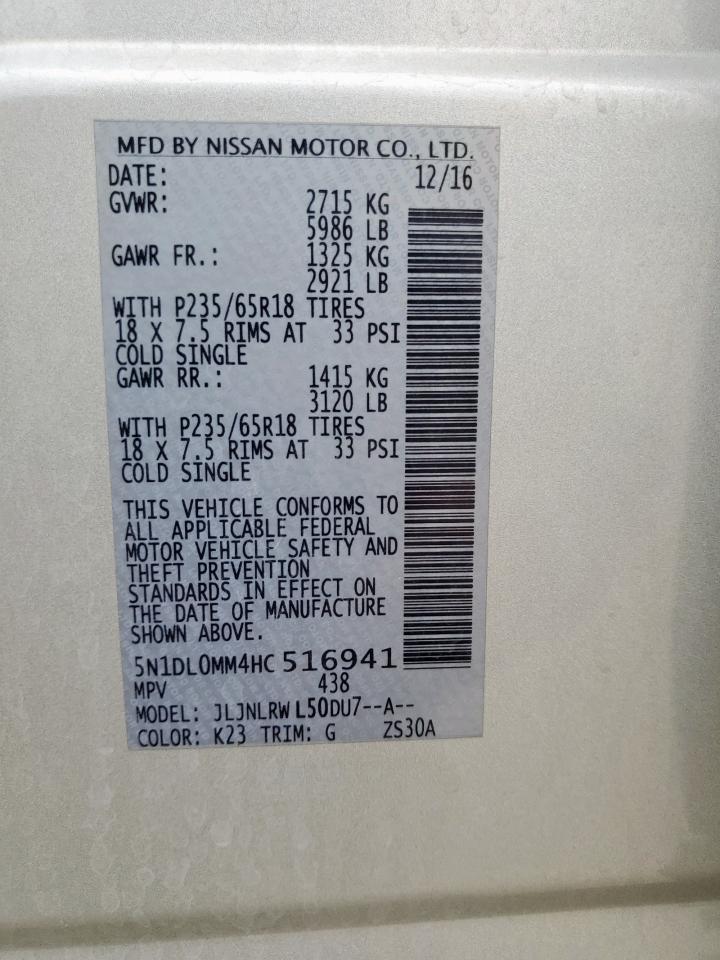 MFD BY NISSAN MOTOR CO., LTD.
DATE: 12/16
GVWR: 2715 KG
5986 LB
GAWR FR.: 1325 KG
2921 LB
WITH P235/65R18 TIRES
18 X 7.5 RIMS AT 33 PSI
COLD SINGLE
GAWR RR.: 1415 KG
3120 LB
WITH P235/65R18 TIRES
18 X 7.5 RIMS AT 33 PSI
COLD SINGLE
THIS VEHICLE CONFORMS TO
ALL APPLICABLE FEDERAL
MOTOR VEHICLE SAFETY AND
THEFT PREVENTION
STANDARDS IN EFFECT ON
THE DATE OF MANUFACTURE
SHOWN ABOVE.
5N1DL0MM4HC 516941
MPV 438
MODEL: JLJNLRW L50DU7--A--
COLOR: K23 TRIM: G ZS30A